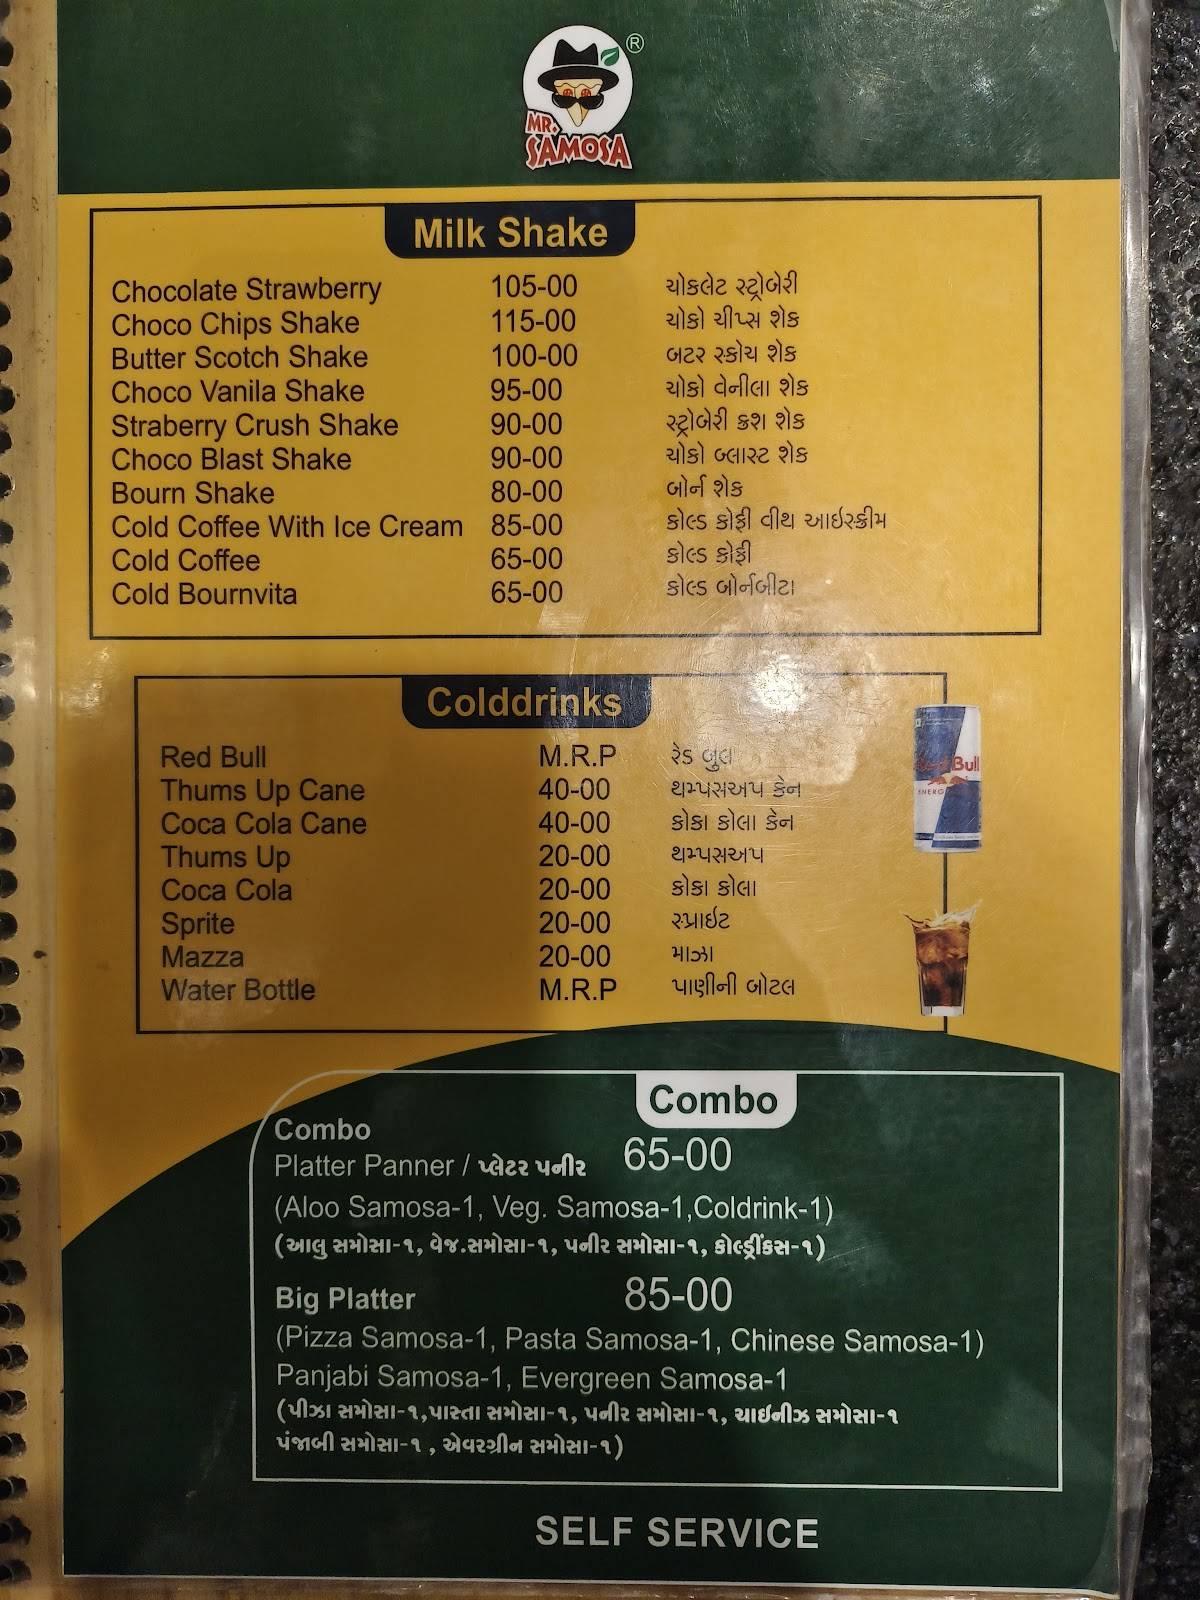 ®
MR.
SAMOSA
Milk Shake
Chocolate Strawberry 105-00 ચોકલેટ સ્ટ્રોબેરી
Choco Chips Shake 115-00 ચોકો ચીપ્સ શેક
Butter Scotch Shake 100-00 બટર સ્કોચ શેક
Choco Vanila Shake 95-00 ચોકો વેનીલા શેક
Straberry Crush Shake 90-00 સ્ટ્રોબેરી ક્રશ શેક
Choco Blast Shake 90-00 ચોકો બ્લાસ્ટ શેક
Bourn Shake 80-00 બોર્ન શેક
Cold Coffee With Ice Cream 85-00 કોલ્ડ કોફી વીથ આઇસ્ક્રીમ
Cold Coffee 65-00 કોલ્ડ કોફી
Cold Bournvita 65-00 કોલ્ડ બોર્નબીટા
Colddrinks
Red Bull M.R.P રેડ બુલ
Thums Up Cane 40-00 થમ્પસઅપ કેન
Coca Cola Cane 40-00 કોકા કોલા કેન
Thums Up 20-00 થમ્પસઅપ
Coca Cola 20-00 કોકા કોલા
Sprite 20-00 સ્પ્રાઇટ
Mazza 20-00 માઝા
Water Bottle M.R.P પાણીની બોટલ
Red Bull
Combo
Combo
Platter Panner / પ્લેટર પનીર 65-00
(Aloo Samosa-1, Veg. Samosa-1,Coldrink-1)
(આલુ સમોસા-૧, વેજ.સમોસા-૧, પનીર સમોસા-૧, કોલ્ડ્રીંકસ-૧)
Big Platter 85-00
(Pizza Samosa-1, Pasta Samosa-1, Chinese Samosa-1)
Panjabi Samosa-1, Evergreen Samosa-1
(પીઝા સમોસા-૧,પાસ્તા સમોસા-૧, પનીર સમોસા-૧, ચાઇનીઝ સમોસા-૧
પંજાબી સમોસા-૧ , એવરગ્રીન સમોસા-૧)
SELF SERVICE